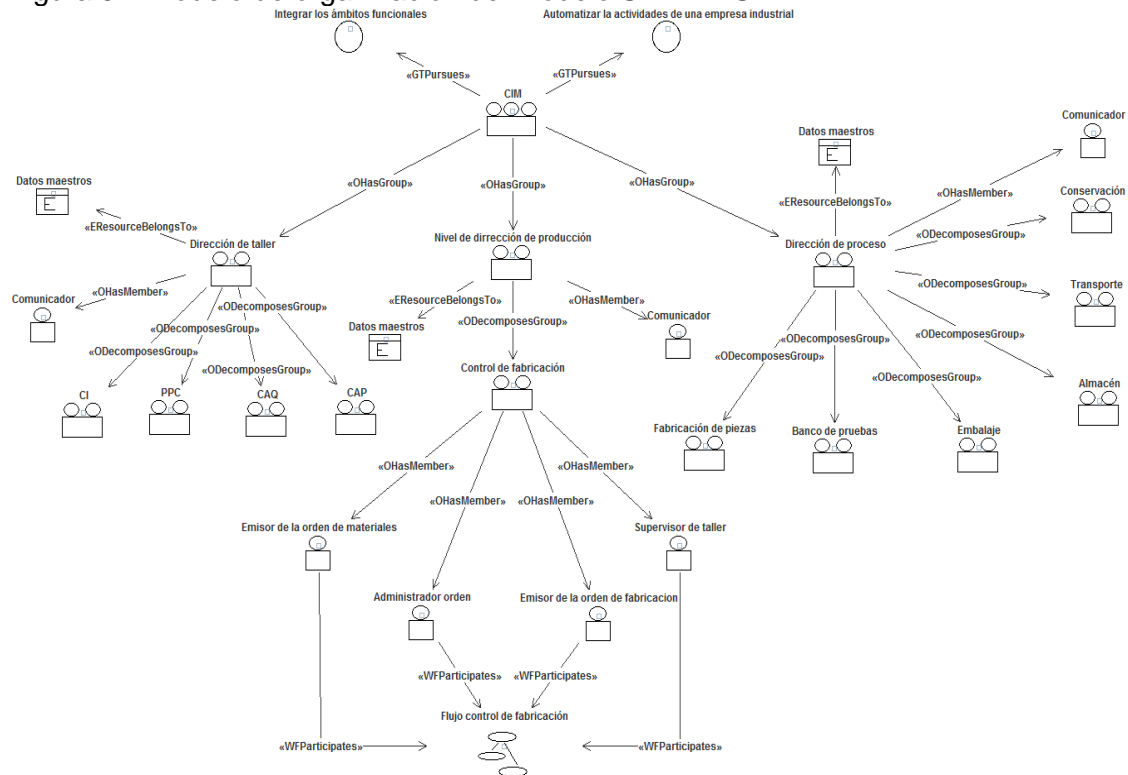 Integrar los ámbitos funcionales
Automatizar la actividades de una empresa industrial
«GTPursues»
«GTPursues»
CIM
Comunicador
Datos maestros
«OHasGroup»
«OHasGroup»
«OHasGroup»
Datos maestros
«OHasMember»
Conservación
«EResourceBelongsTo»
«EResourceBelongsTo»
Dirección de taller
Nivel de dirrección de producción
Dirección de proceso
«ODecomposesGroup»
Comunicador
«OHasMember»
«EResourceBelongsTo»
«OHasMember»
«ODecomposesGroup»
Transporte
«ODecomposesGroup»
Datos maestros
«ODecomposesGroup»
Comunicador
«ODecomposesGroup»
«ODecomposesGroup»
«ODecomposesGroup»
«ODecomposesGroup»
«ODecomposesGroup»
«ODecomposesGroup»
Control de fabricación
«ODecomposesGroup»
CI
PPC
CAQ
CAP
Almacén
Fabricación de piezas
Banco de pruebas
Embalaje
«OHasMember»
«OHasMember»
«OHasMember»
«OHasMember»
Emisor de la orden de materiales
Supervisor de taller
Administrador orden
Emisor de la orden de fabricacion
«WFParticipates»
«WFParticipates»
Flujo control de fabricación
«WFParticipates»
«WFParticipates»